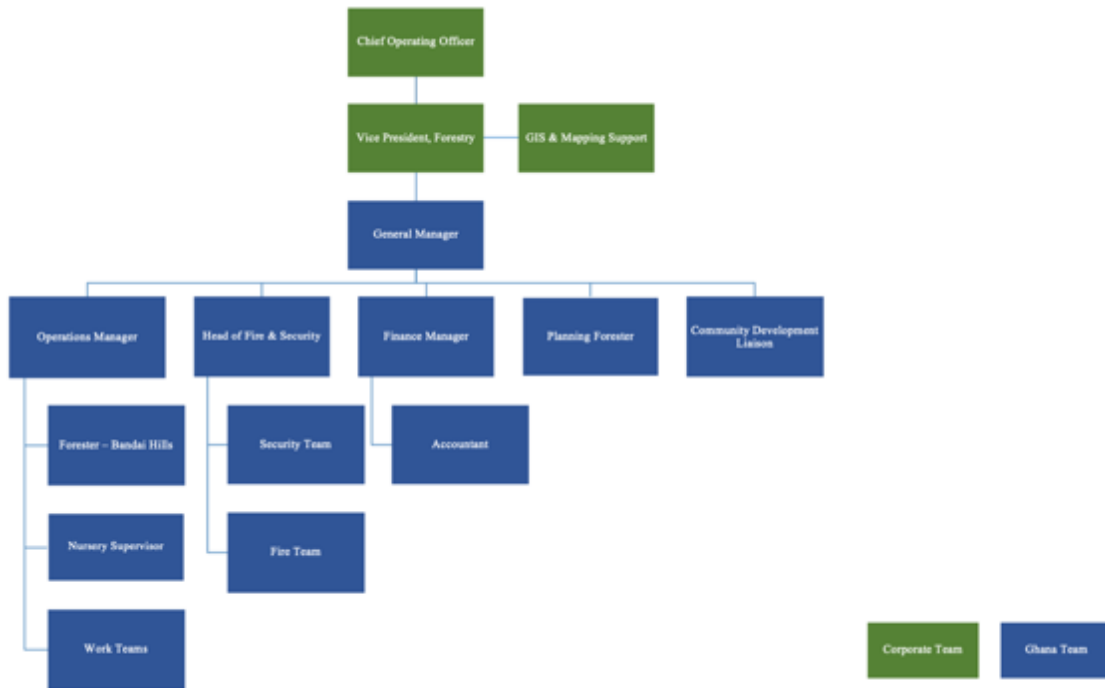 Chief Operating Officer
Vice President, Forestry
GIS & Mapping Support
General Manager
Operations Manager
Head of Fire & Security
Finance Manager
Planning Forester
Community Development
Liaison
Forester – Bandai Hills
Security Team
Accountant
Nursery Supervisor
Fire Team
Work Teams
Corporate Team
Ghana Team